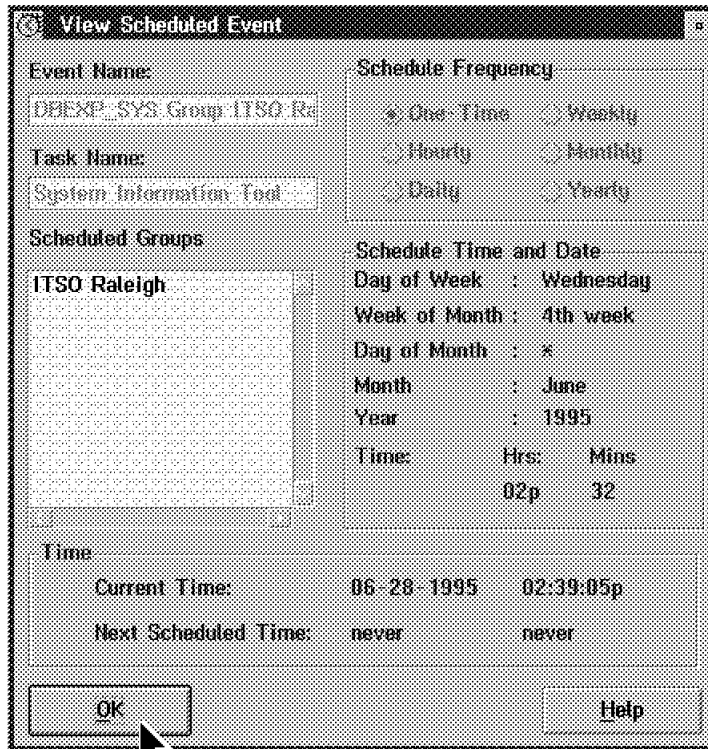 View Scheduled Event
Event Name:
DBEXP_SYS Group ITSO Ra
Task Name:
System Information Tool
Scheduled Groups
ITSO Raleigh
Schedule Frequency
One-Time Weekly
Hourly Monthly
Daily Yearly
Schedule Time and Date
Day of Week : Wednesday
Week of Month : 4th week
Day of Month : *
Month : June
Year : 1995
Time: Hrs: Mins
02p 32
Time
Current Time: 06-28-1995 02:39:05p
Next Scheduled Time: never never
OK Help